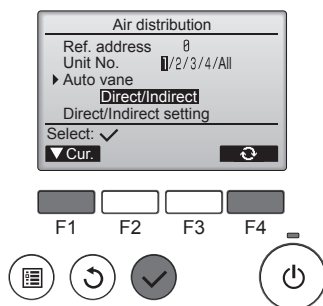 Air distribution
Ref. address 0
Unit No. 1/2/3/4/All
Auto vane
Direct/Indirect
Direct/Indirect setting
Select:
Cur.
F1 F2 F3 F4